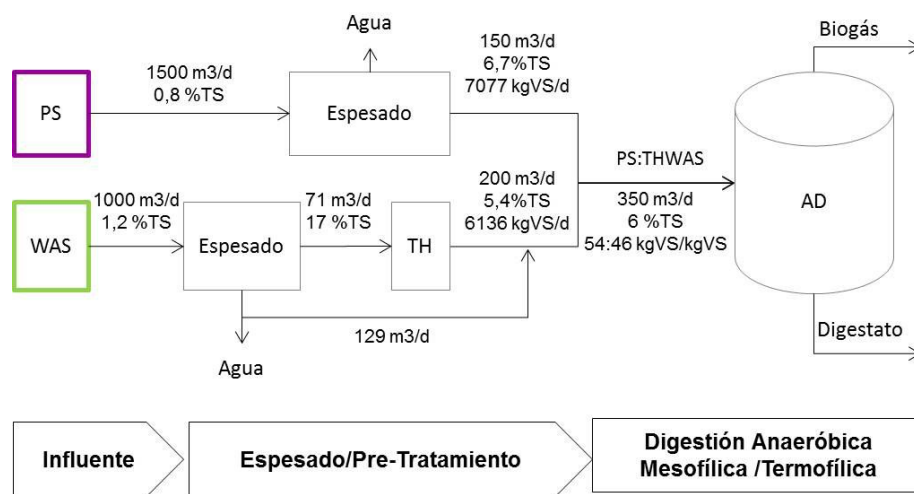 Agua
150 m3/d
6,7%TS
7077 kgVS/d
Biogás
1500 m3/d
0,8 %TS
PS
Espesado
PS:THWAS
350 m3/d
6 %TS
54:46 kgVS/kgVS
AD
1000 m3/d
1,2 %TS
WAS
Espesado
71 m3/d
17 %TS
TH
200 m3/d
5,4%TS
6136 kgVS/d
129 m3/d
Agua
Digestato
Influente
Espesado/Pre-Tratamiento
Digestión Anaeróbica
Mesofílica /Termofílica